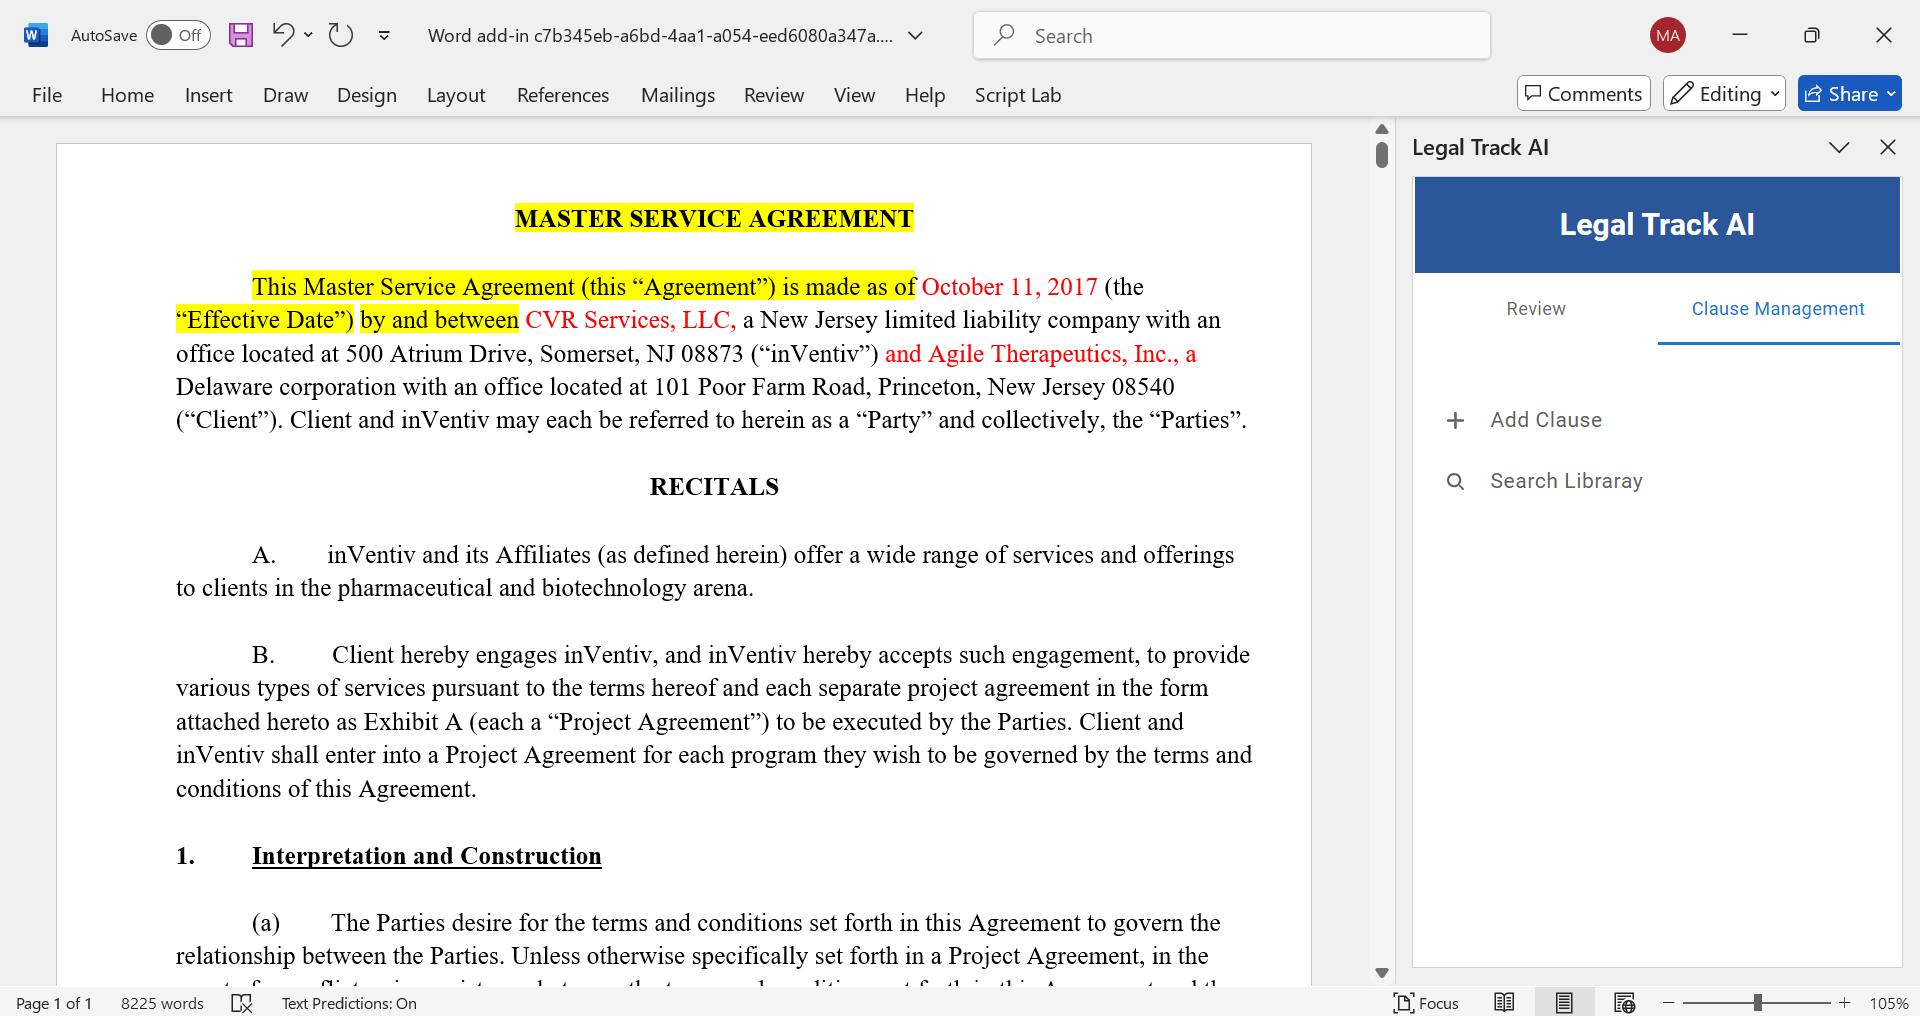 AutoSave Off Word add-in c7b345eb-a6bd-4aa1-a054-eed6080a347a.... Search MA
File Home Insert Draw Design Layout References Mailings Review View Help Script Lab Comments Editing Share
Legal Track AI
Legal Track AI
Review Clause Management
Add Clause
Search Libraray
MASTER SERVICE AGREEMENT
This Master Service Agreement (this “Agreement”) is made as of October 11, 2017 (the
“Effective Date”) by and between CVR Services, LLC, a New Jersey limited liability company with an
office located at 500 Atrium Drive, Somerset, NJ 08873 (“inVentiv”) and Agile Therapeutics, Inc., a
Delaware corporation with an office located at 101 Poor Farm Road, Princeton, New Jersey 08540
(“Client”). Client and inVentiv may each be referred to herein as a “Party” and collectively, the “Parties”.
RECITALS
A. inVentiv and its Affiliates (as defined herein) offer a wide range of services and offerings
to clients in the pharmaceutical and biotechnology arena.
B. Client hereby engages inVentiv, and inVentiv hereby accepts such engagement, to provide
various types of services pursuant to the terms hereof and each separate project agreement in the form
attached hereto as Exhibit A (each a “Project Agreement”) to be executed by the Parties. Client and
inVentiv shall enter into a Project Agreement for each program they wish to be governed by the terms and
conditions of this Agreement.
1. Interpretation and Construction
(a) The Parties desire for the terms and conditions set forth in this Agreement to govern the
relationship between the Parties. Unless otherwise specifically set forth in a Project Agreement, in the
Page 1 of 1 8225 words Text Predictions: On Focus 105%